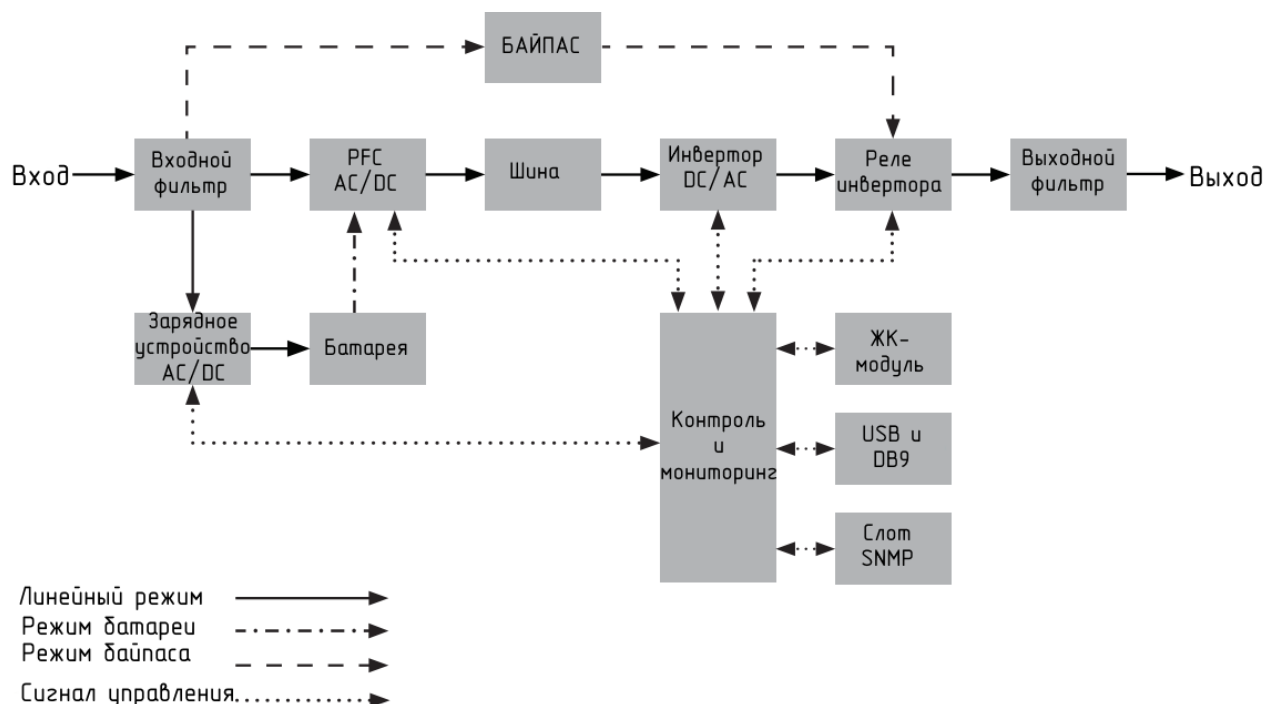 БАЙПАС
Вход
Входной
фильтр
PFC
AC/DC
Шина
Инвертор
DC/AC
Реле
инвертора
Выходной
фильтр
Выход
Зарядное
устройство
AC/DC
Батарея
Контроль
и
мониторинг
ЖК-
модуль
USB и
DB9
Слот
SNMP
Линейный режим
Режим батареи
Режим байпаса
Сигнал управления